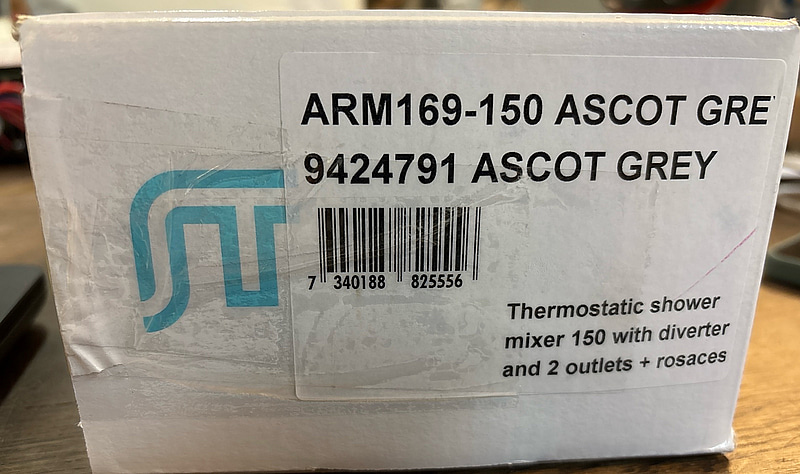 ARM169-150 ASCOT GREY
9424791 ASCOT GREY
7 340188 825556
Thermostatic shower
mixer 150 with diverter
and 2 outlets + rosaces